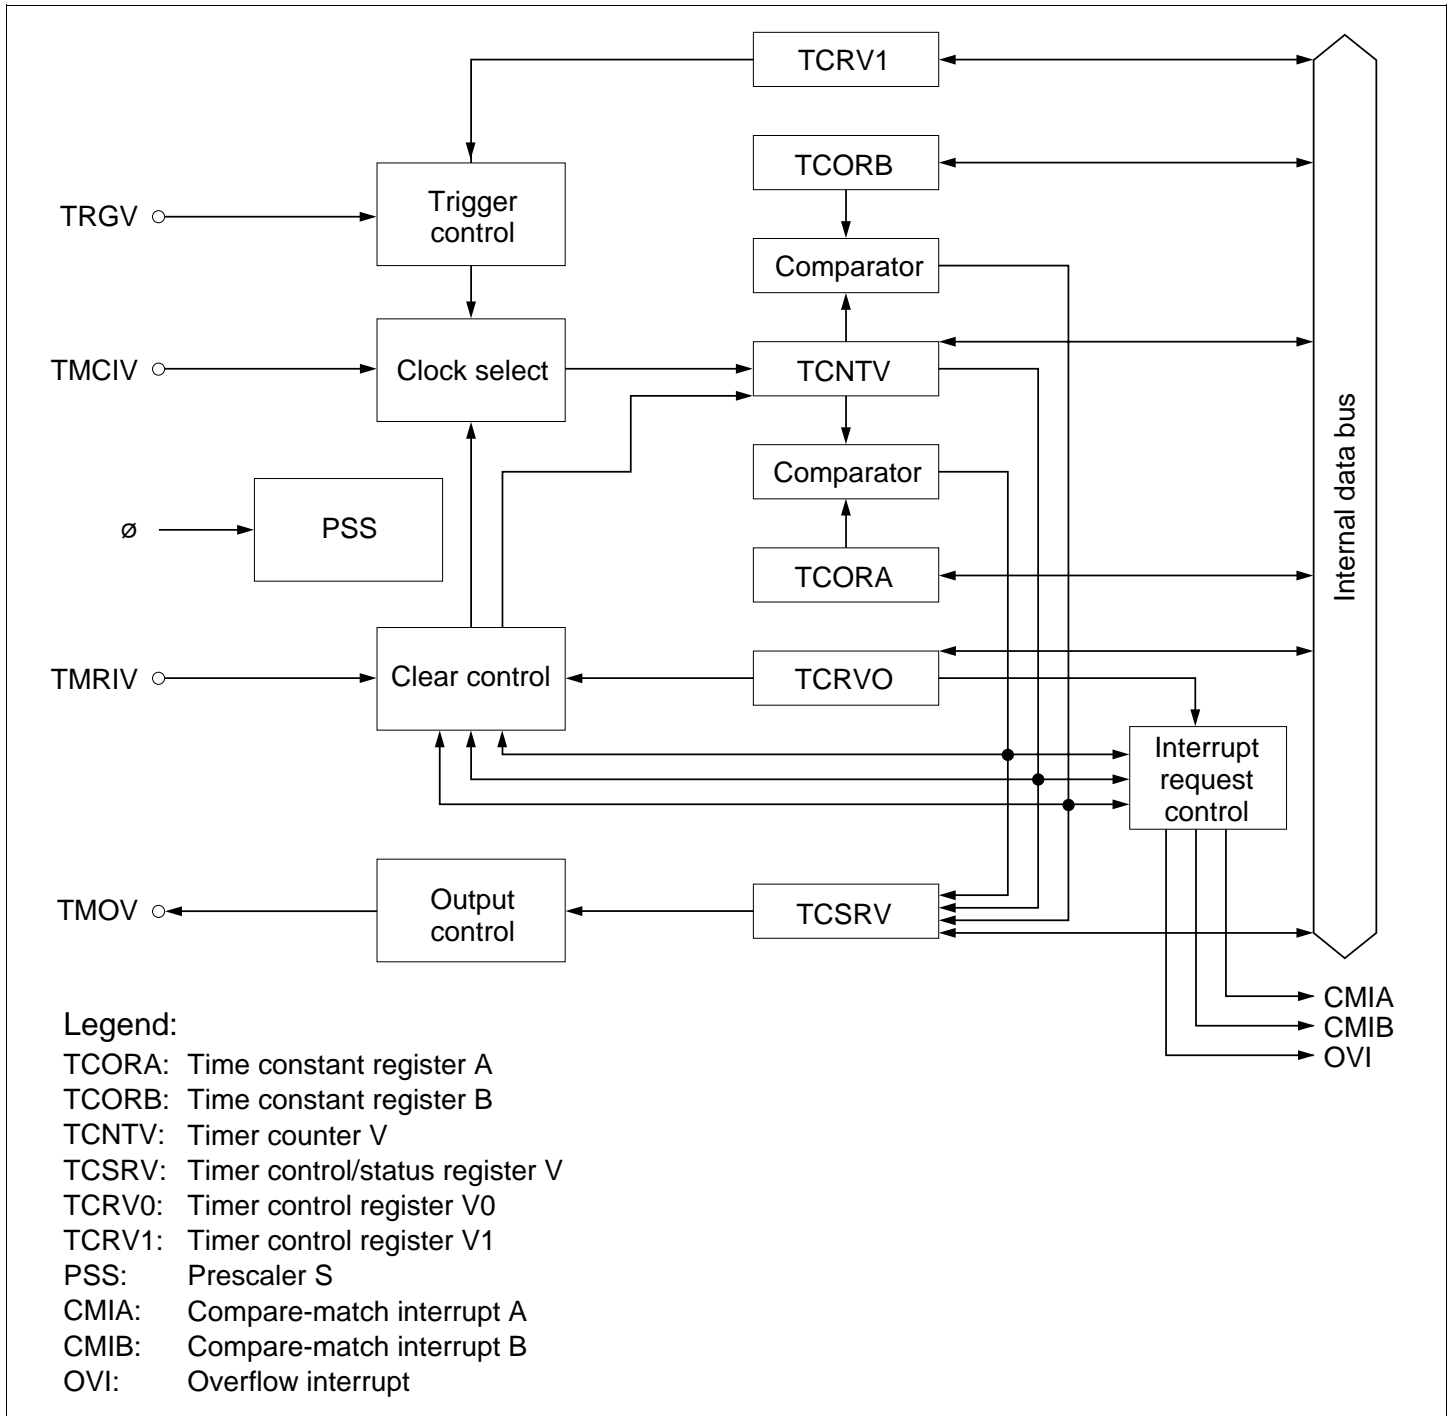 TCRV1
TCORB
TRGV
Trigger
control
Comparator
TMCIV
Clock select
TCNTV
Comparator
Internal data bus
ø
PSS
TCORA
TMRIV
Clear control
TCRVO
Interrupt
request
control
TMOV
Output
control
TCSRV
CMIA
CMIB
OVI
Legend:
TCORA: Time constant register A
TCORB: Time constant register B
TCNTV: Timer counter V
TCSRV: Timer control/status register V
TCRV0: Timer control register V0
TCRV1: Timer control register V1
PSS: Prescaler S
CMIA: Compare-match interrupt A
CMIB: Compare-match interrupt B
OVI: Overflow interrupt